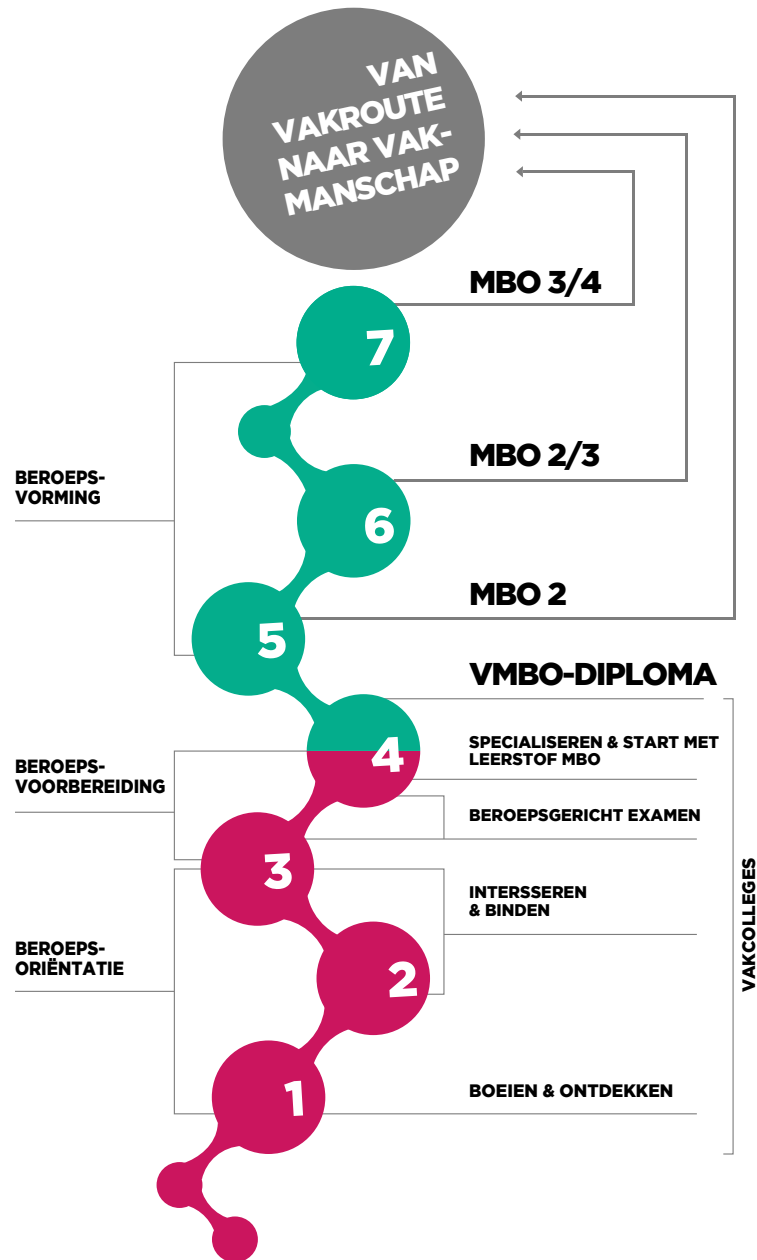 VAN
VAKROUTE
NAAR VAK-
MANSCHAP
MBO 3/4
7
MBO 2/3
BEROEPS-
VORMING
6
MBO 2
5
VMBO-DIPLOMA
SPECIALISEREN & START MET
LEERSTOF MBO
4
BEROEPS-
VOORBEREIDING
BEROEPSGERICHT EXAMEN
3
INTERSSEREN
& BINDEN
VAKCOLLEGES
BEROEPS-
ORIËNTATIE
2
1
BOEIEN & ONTDEKKEN